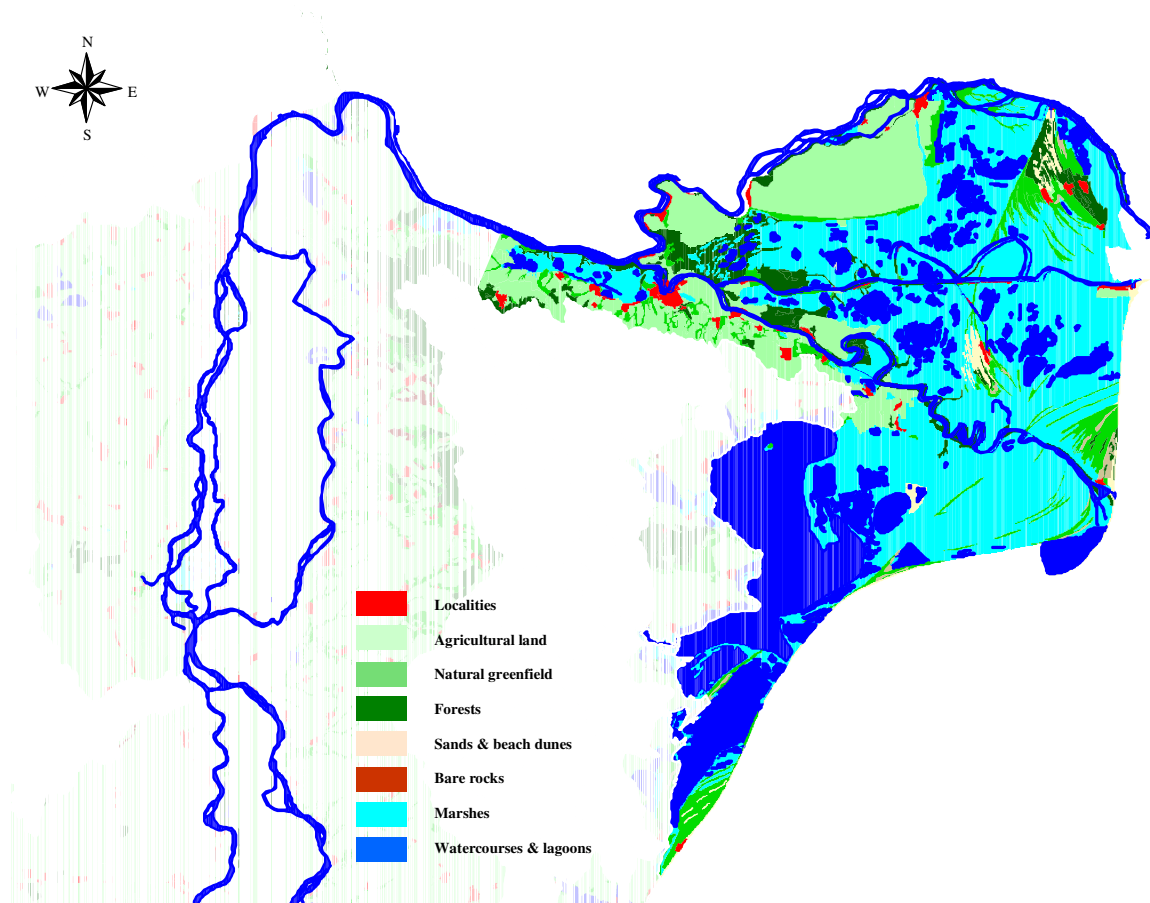 N
W E
S
Localities
Agricultural land
Natural greenfield
Forests
Sands & beach dunes
Bare rocks
Marshes
Watercourses & lagoons